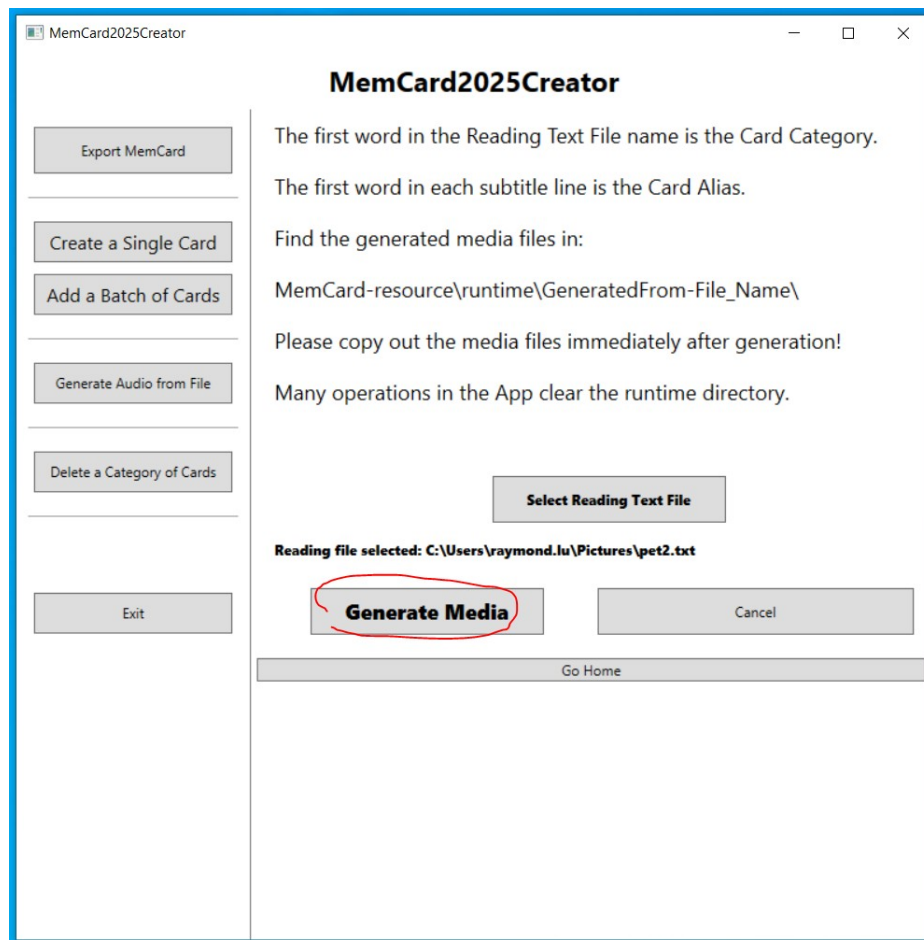 MemCard2025Creator
MemCard2025Creator
Export MemCard
Create a Single Card
Add a Batch of Cards
Generate Audio from File
Delete a Category of Cards
Exit
The first word in the Reading Text File name is the Card Category.
The first word in each subtitle line is the Card Alias.
Find the generated media files in:
MemCard-resource\runtime\GeneratedFrom-File_Name\
Please copy out the media files immediately after generation!
Many operations in the App clear the runtime directory.
Select Reading Text File
Reading file selected: C:\Users\raymond.lu\Pictures\pet2.txt
Generate Media
Cancel
Go Home